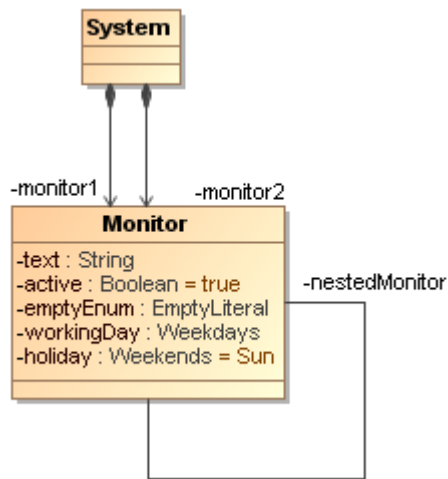 System
-monitor1
-monitor2
Monitor
-text : String
-active : Boolean = true
-emptyEnum : EmptyLiteral
-workingDay : Weekdays
-holiday : Weekends = Sun
-nestedMonitor